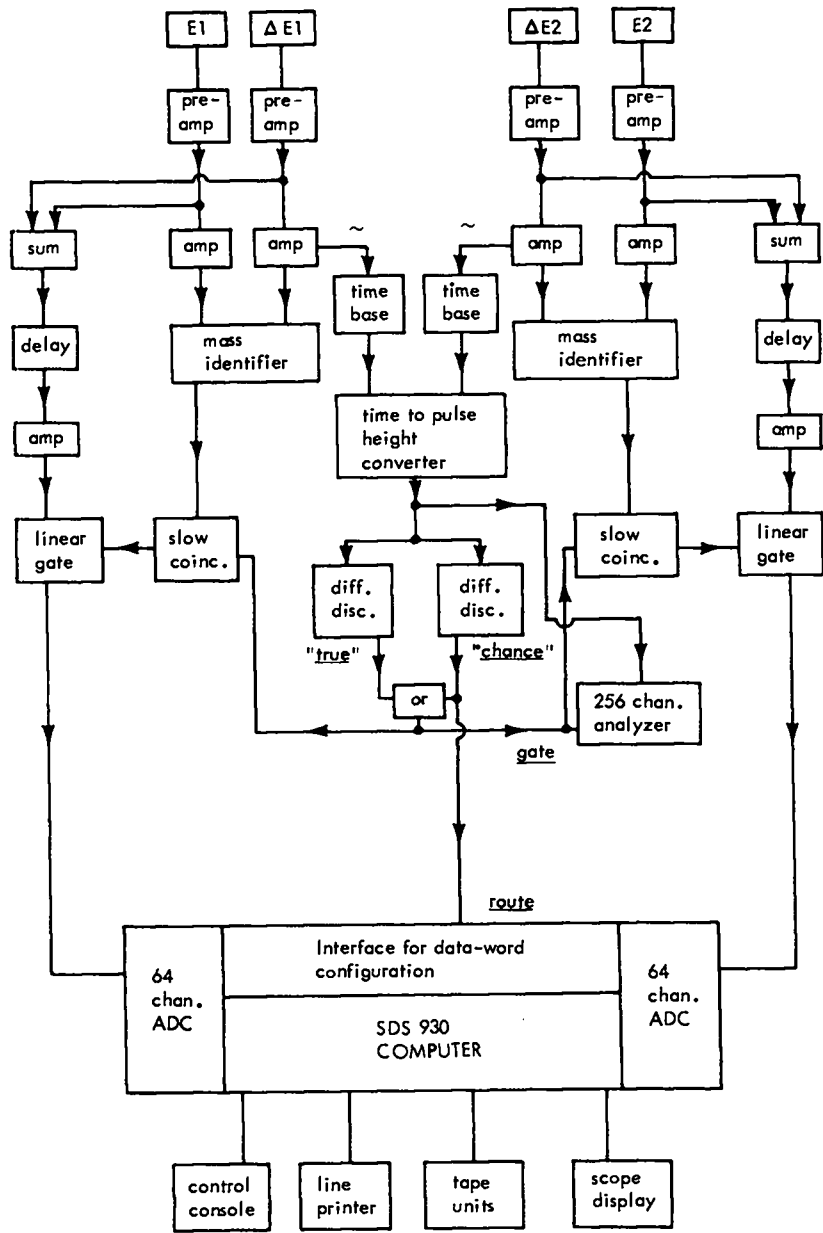 E1
ΔE1
ΔE2
E2
pre-
amp
pre-
amp
pre-
amp
pre-
amp
sum
amp
amp
~
~
amp
amp
sum
time
base
time
base
delay
mass
identifier
mass
identifier
delay
amp
time to pulse
height
converter
amp
linear
gate
slow
coinc.
slow
coinc.
linear
gate
diff.
disc.
diff.
disc.
"true"
"chance"
or
256 chan.
analyzer
gate
route
64
chan.
ADC
Interface for data-word
configuration
64
chan.
ADC
SDS 930
COMPUTER
control
console
line
printer
tape
units
scope
display